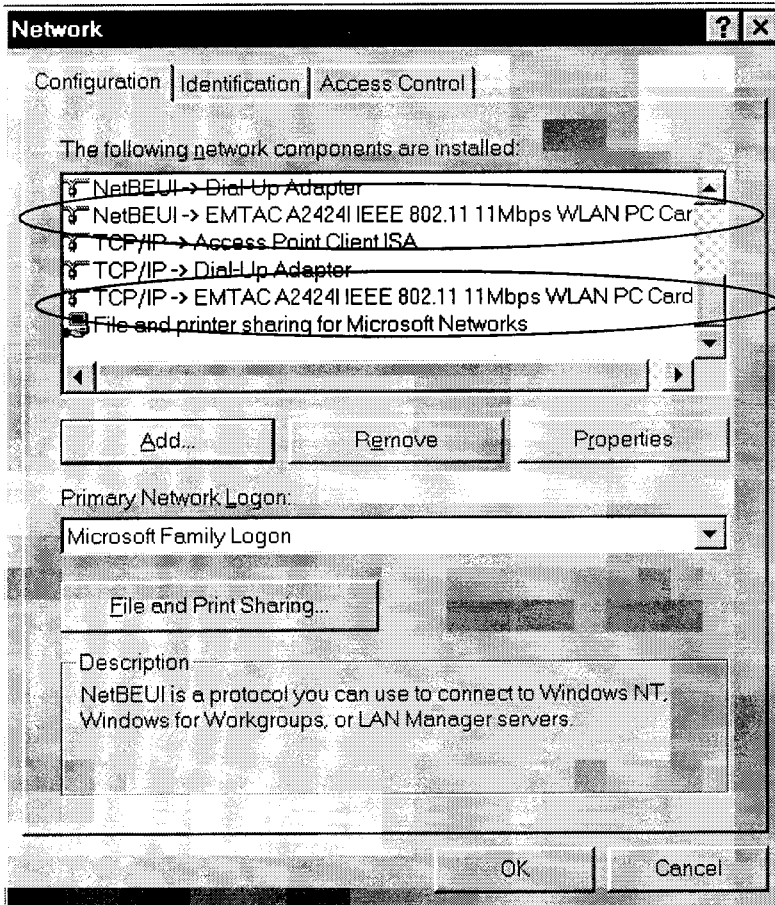 Network
Configuration Identification Access Control
The following network components are installed:
NetBEUI -> Dial-Up Adapter
NetBEUI -> EMTAC A2424I IEEE 802.11 11Mbps WLAN PC Car
TCP/IP -> Access Point Client ISA
TCP/IP -> Dial-Up Adapter
TCP/IP -> EMTAC A2424I IEEE 802.11 11Mbps WLAN PC Card
File and printer sharing for Microsoft Networks
Add... Remove Properties
Primary Network Logon:
Microsoft Family Logon
File and Print Sharing...
Description
NetBEUI is a protocol you can use to connect to Windows NT,
Windows for Workgroups, or LAN Manager servers.
OK Cancel